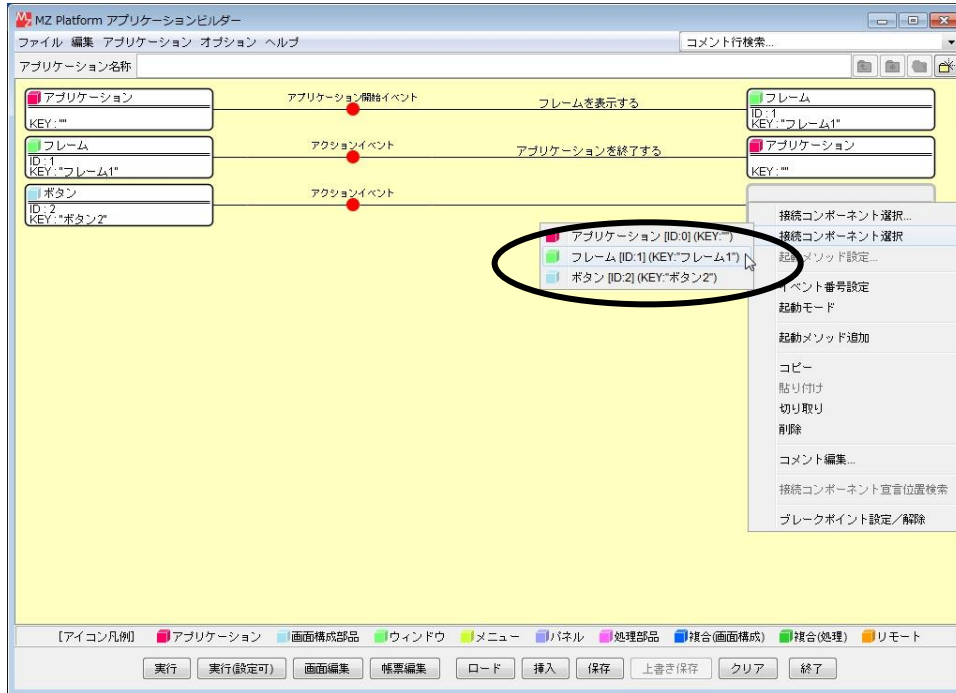 MZ Platform アプリケーションビルダー
ファイル 編集 アプリケーション オプション ヘルプ コメント行検索...
アプリケーション名称
アプリケーション
KEY:""
アプリケーション開始イベント
フレームを表示する
フレーム
ID:1
KEY:"フレーム1"
フレーム
ID:1
KEY:"フレーム1"
アクションイベント
アプリケーションを終了する
アプリケーション
KEY:""
ボタン
ID:2
KEY:"ボタン2"
アクションイベント
アプリケーション [ID:0] (KEY:"")
フレーム [ID:1] (KEY:"フレーム1")
ボタン [ID:2] (KEY:"ボタン2")
接続コンポーネント選択...
接続コンポーネント選択
起動メソッド設定...
イベント番号設定
起動モード
起動メソッド追加
コピー
貼り付け
切り取り
削除
コメント編集...
接続コンポーネント宣言位置検索
ブレークポイント設定/解除
[アイコン凡例] アプリケーション 画面構成部品 ウィンドウ メニュー パネル 処理部品 複合(画面構成) 複合(処理) リモート
実行 実行(設定可) 画面編集 帳票編集 ロード 挿入 保存 上書き保存 クリア 終了